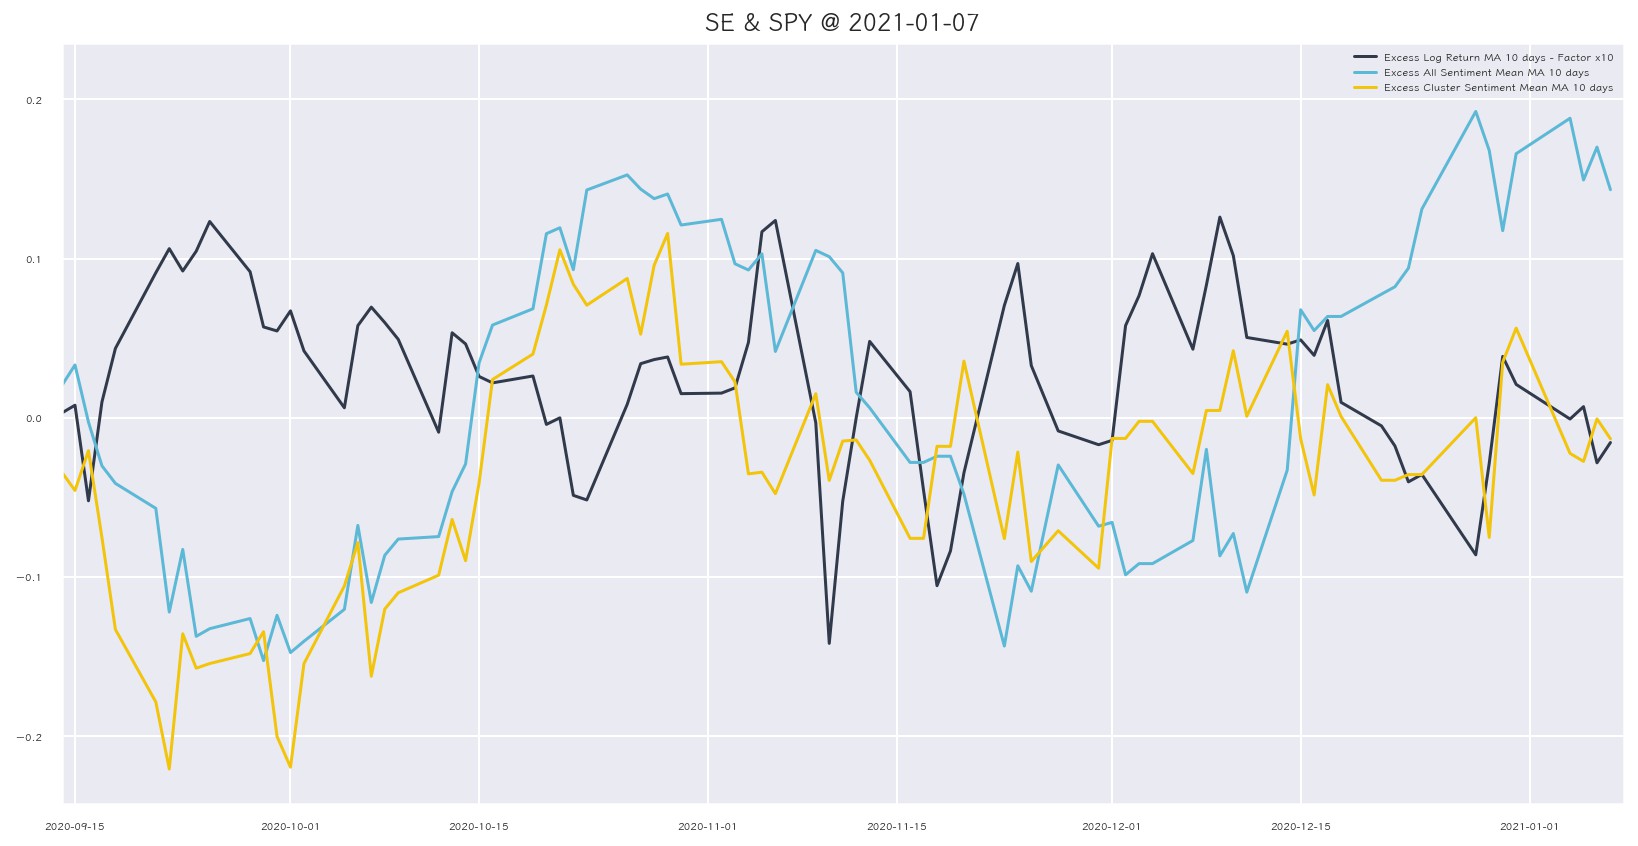 SE & SPY @ 2021-01-07
Excess Log Return MA 10 days - Factor x10
Excess All Sentiment Mean MA 10 days
Excess Cluster Sentiment Mean MA 10 days
0.2
0.1
0.0
−0.1
−0.2
2020-09-15 2020-10-01 2020-10-15 2020-11-01 2020-11-15 2020-12-01 2020-12-15 2021-01-01